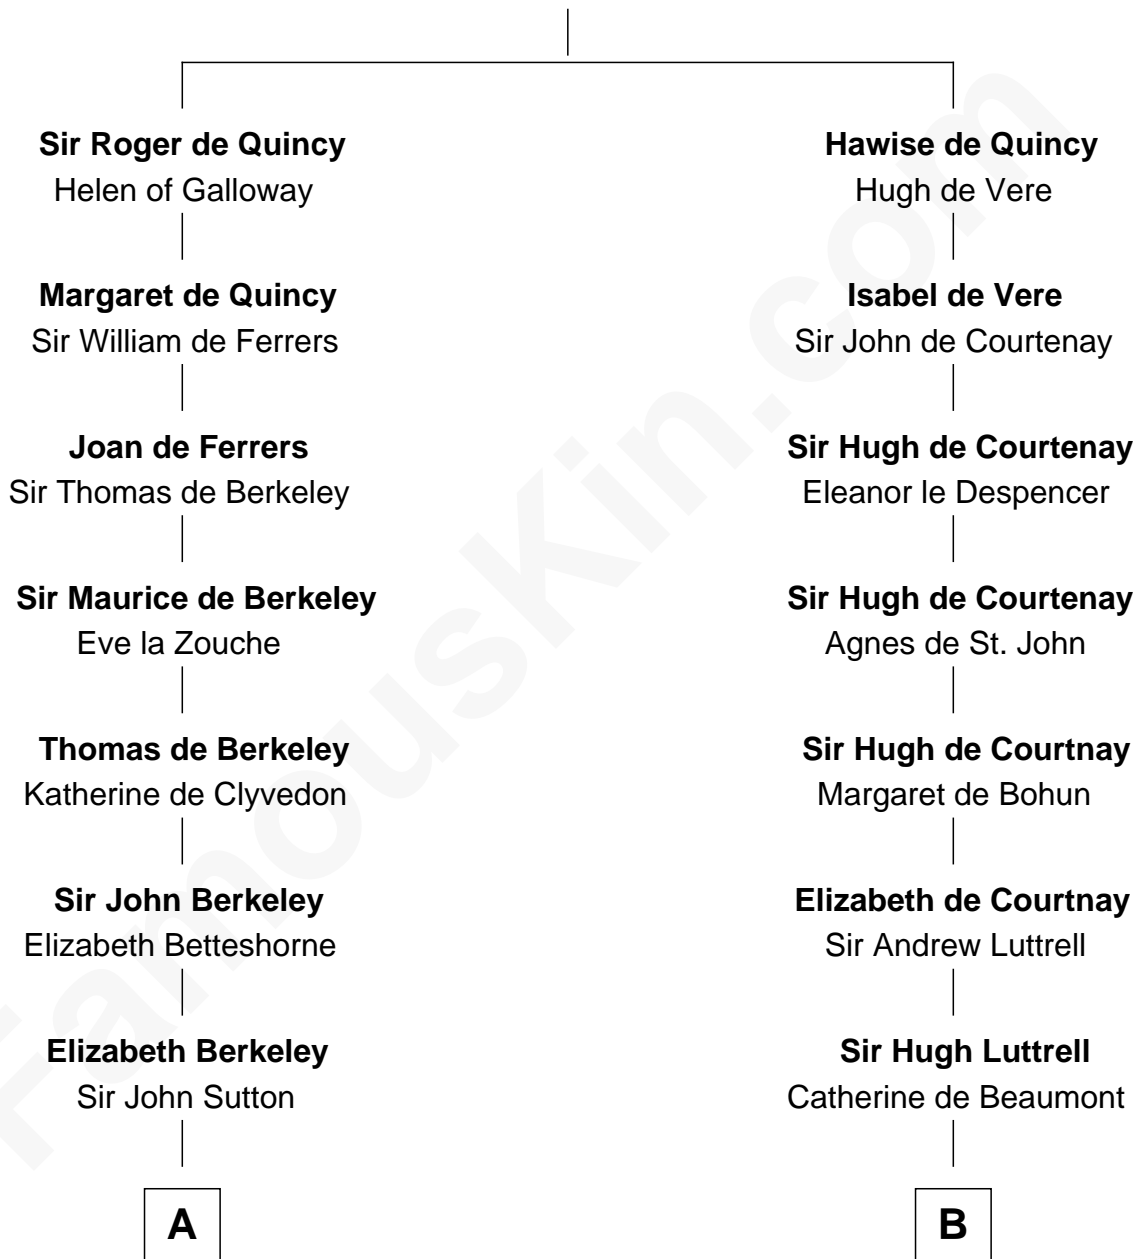 Sir Roger de Quincy
Helen of Galloway
Margaret de Quincy
Sir William de Ferrers
Joan de Ferrers
Sir Thomas de Berkeley
Sir Maurice de Berkeley
Eve la Zouche
Thomas de Berkeley
Katherine de Clyvedon
Sir John Berkeley
Elizabeth Betteshorne
Elizabeth Berkeley
Sir John Sutton
A
Hawise de Quincy
Hugh de Vere
Isabel de Vere
Sir John de Courtenay
Sir Hugh de Courtenay
Eleanor le Despencer
Sir Hugh de Courtenay
Agnes de St. John
Sir Hugh de Courtnay
Margaret de Bohun
Elizabeth de Courtnay
Sir Andrew Luttrell
Sir Hugh Luttrell
Catherine de Beaumont
B
FamousKin.com